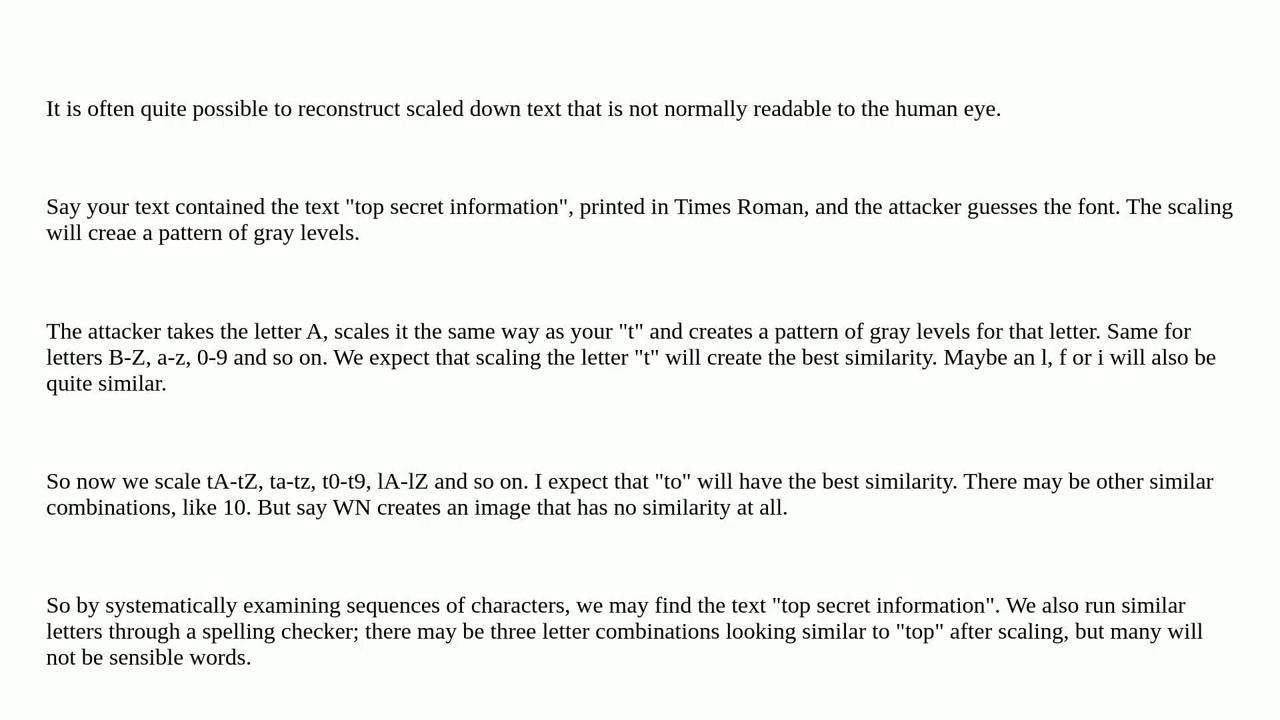 It is often quite possible to reconstruct scaled down text that is not normally readable to the human eye.
Say your text contained the text "top secret information", printed in Times Roman, and the attacker guesses the font. The scaling
will creae a pattern of gray levels.
The attacker takes the letter A, scales it the same way as your "t" and creates a pattern of gray levels for that letter. Same for
letters B-Z, a-z, 0-9 and so on. We expect that scaling the letter "t" will create the best similarity. Maybe an l, f or i will also be
quite similar.
So now we scale tA-tZ, ta-tz, t0-t9, lA-lZ and so on. I expect that "to" will have the best similarity. There may be other similar
combinations, like 10. But say WN creates an image that has no similarity at all.
So by systematically examining sequences of characters, we may find the text "top secret information". We also run similar
letters through a spelling checker; there may be three letter combinations looking similar to "top" after scaling, but many will
not be sensible words.